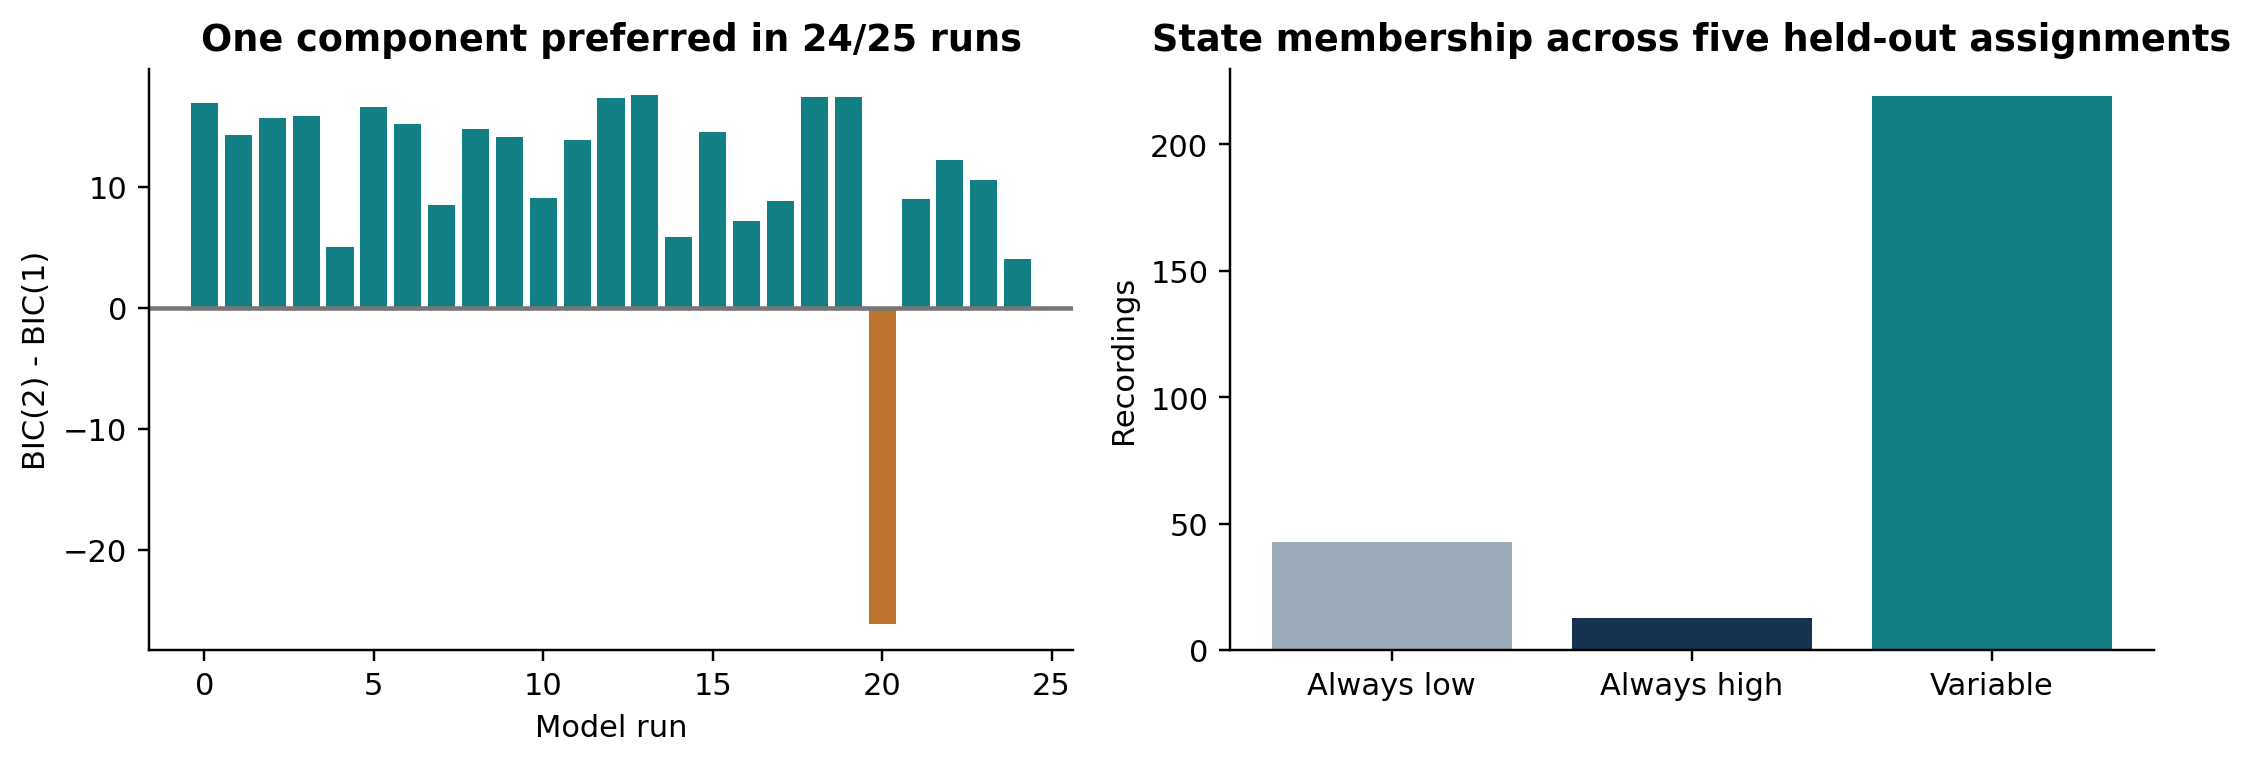 One component preferred in 24/25 runs
BIC(2) - BIC(1)
10
0
−10
−20
0
5
10
15
20
25
Model run
State membership across five held-out assignments
Recordings
200
150
100
50
0
Always low
Always high
Variable